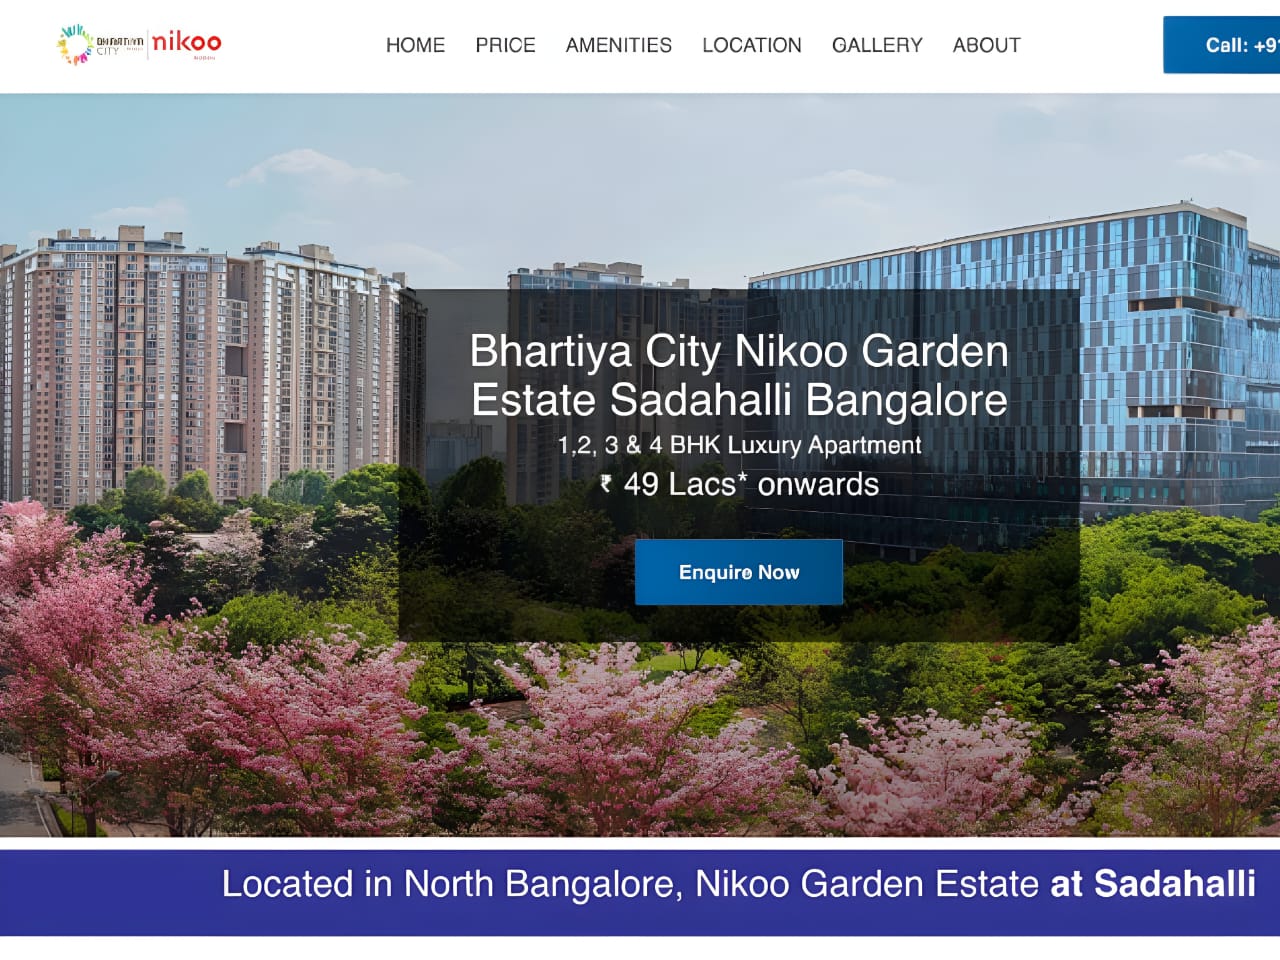 BHARTIYA
CITY
nikoo
HOME PRICE AMENITIES LOCATION GALLERY ABOUT
Call: +91
Bhartiya City Nikoo Garden
Estate Sadahalli Bangalore
1,2, 3 & 4 BHK Luxury Apartment
₹ 49 Lacs* onwards
Enquire Now
Located in North Bangalore, Nikoo Garden Estate at Sadahalli